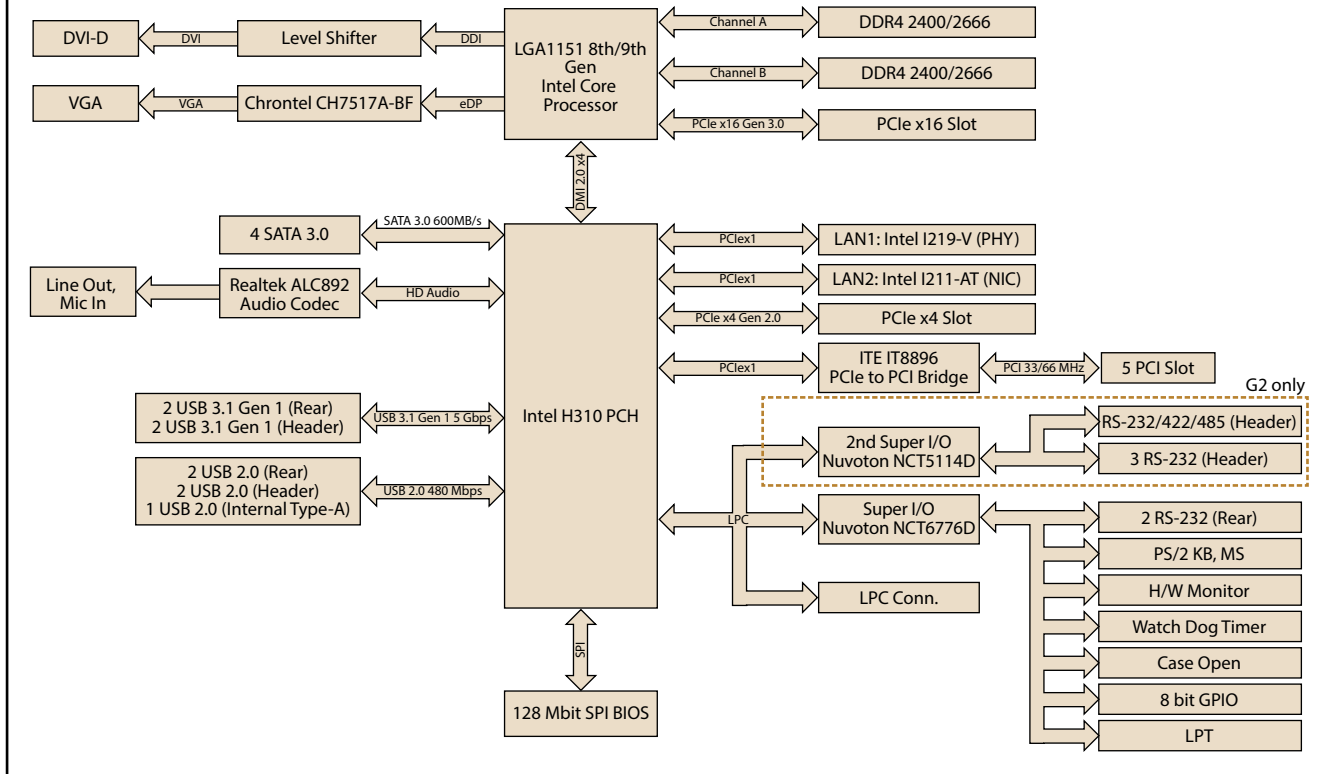 DVI-D
DVI
Level Shifter
DDI
LGA1151 8th/9th
Gen
Intel Core
Processor
Channel A
DDR4 2400/2666
Channel B
DDR4 2400/2666
VGA
VGA
Chrontel CH7517A-BF
eDP
PCIe x16 Gen 3.0
PCIe x16 Slot
DMI 2.0 x4
4 SATA 3.0
SATA 3.0 600MB/s
Line Out,
Mic In
Realtek ALC892
Audio Codec
HD Audio
2 USB 3.1 Gen 1 (Rear)
2 USB 3.1 Gen 1 (Header)
USB 3.1 Gen 1 5 Gbps
2 USB 2.0 (Rear)
2 USB 2.0 (Header)
1 USB 2.0 (Internal Type-A)
USB 2.0 480 Mbps
Intel H310 PCH
PCIex1
LAN1: Intel I219-V (PHY)
PCIex1
LAN2: Intel I211-AT (NIC)
PCIe x4 Gen 2.0
PCIe x4 Slot
PCIex1
ITE IT8896
PCIe to PCI Bridge
PCI 33/66 MHz
5 PCI Slot
G2 only
2nd Super I/O
Nuvoton NCT5114D
RS-232/422/485 (Header)
3 RS-232 (Header)
LPC
Super I/O
Nuvoton NCT6776D
2 RS-232 (Rear)
PS/2 KB, MS
H/W Monitor
Watch Dog Timer
Case Open
8 bit GPIO
LPT
LPC Conn.
SPI
128 Mbit SPI BIOS